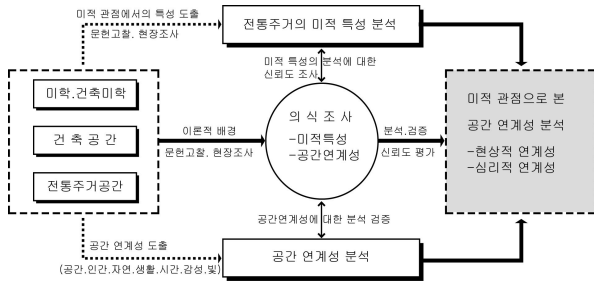 미적 관점에서의 특성 도출
문헌고찰, 현장조사
전통주거의 미적 특성 분석
미적 특성의 분석에 대한
신뢰도 조사
미학.건축미학
건 축 공 간
전통주거공간
이론적 배경
문헌고찰, 현장조사
의 식 조 사
-미적특성
-공간연계성
분석.검증
신뢰도 평가
미적 관점으로 본
공간 연계성 분석
-현상적 연계성
-심리적 연계성
공간연계성에 대한 분석 검증
공간 연계성 도출
(공간.인간.자연.생활.시간.감성.빛)
공간 연계성 분석